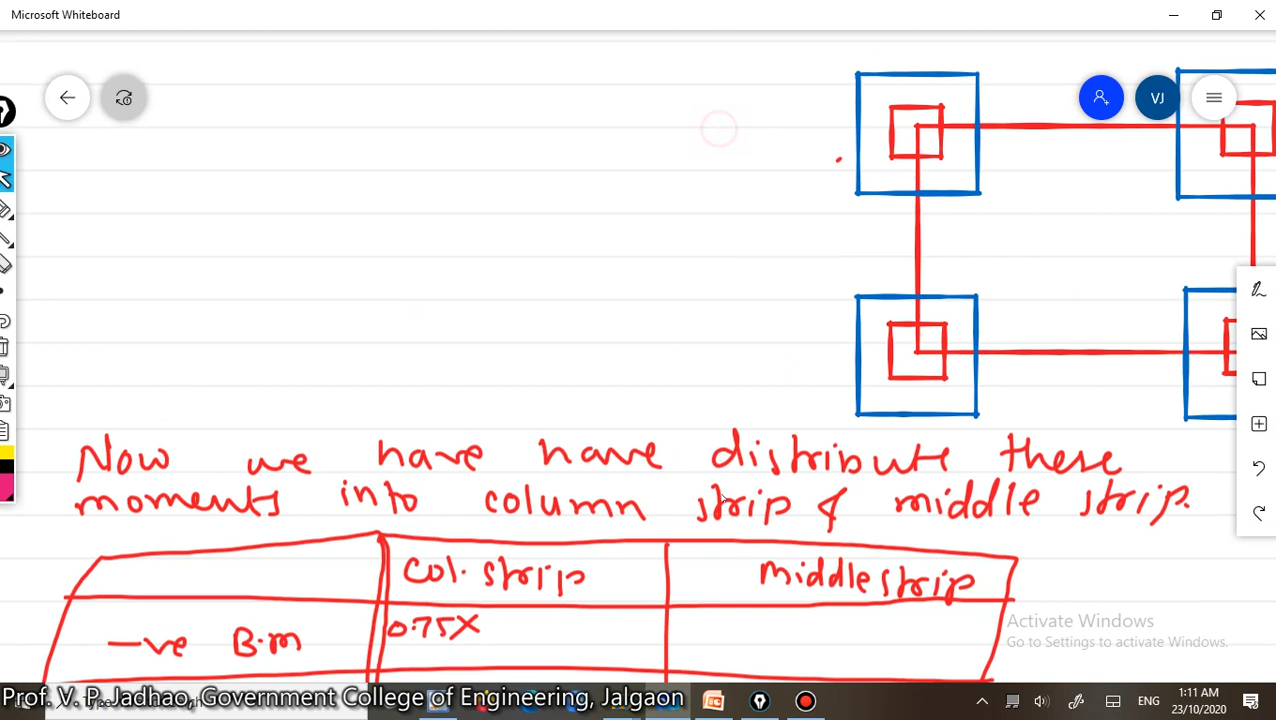 Microsoft Whiteboard
VJ
Now we have have distribute these
moments into column strip & middle strip.
Col. strip middle strip
-ve B.m 0.75X
Activate Windows
Go to Settings to activate Windows.
Prof. V. P. Jadhao, Government College of Engineering, Jalgaon
ENG
1:11 AM
23/10/2020